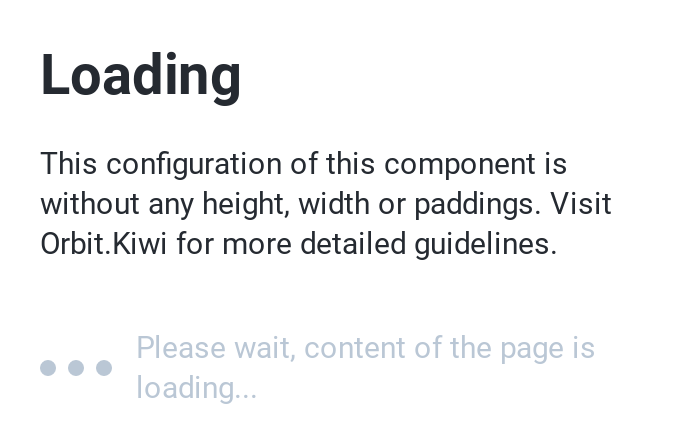 Loading
This configuration of this component is
without any height, width or paddings. Visit
Orbit.Kiwi for more detailed guidelines.
Please wait, content of the page is
loading...